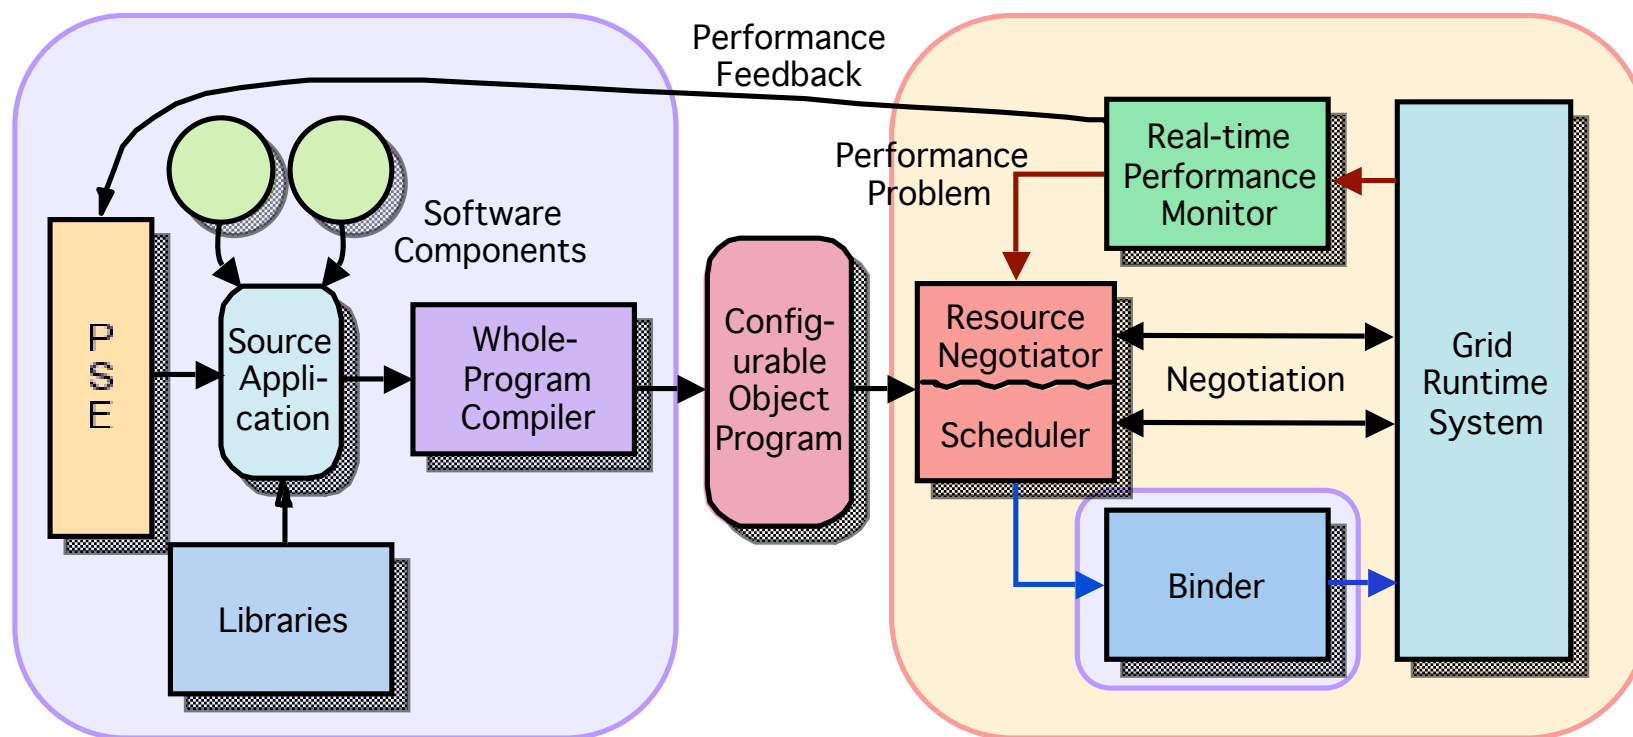 Performance
Feedback
Real-time
Performance
Monitor
Performance
Problem
Software
Components
P
S
E
Source
Appli-
cation
Whole-
Program
Compiler
Config-
urable
Object
Program
Resource
Negotiator
Scheduler
Negotiation
Grid
Runtime
System
Libraries
Binder